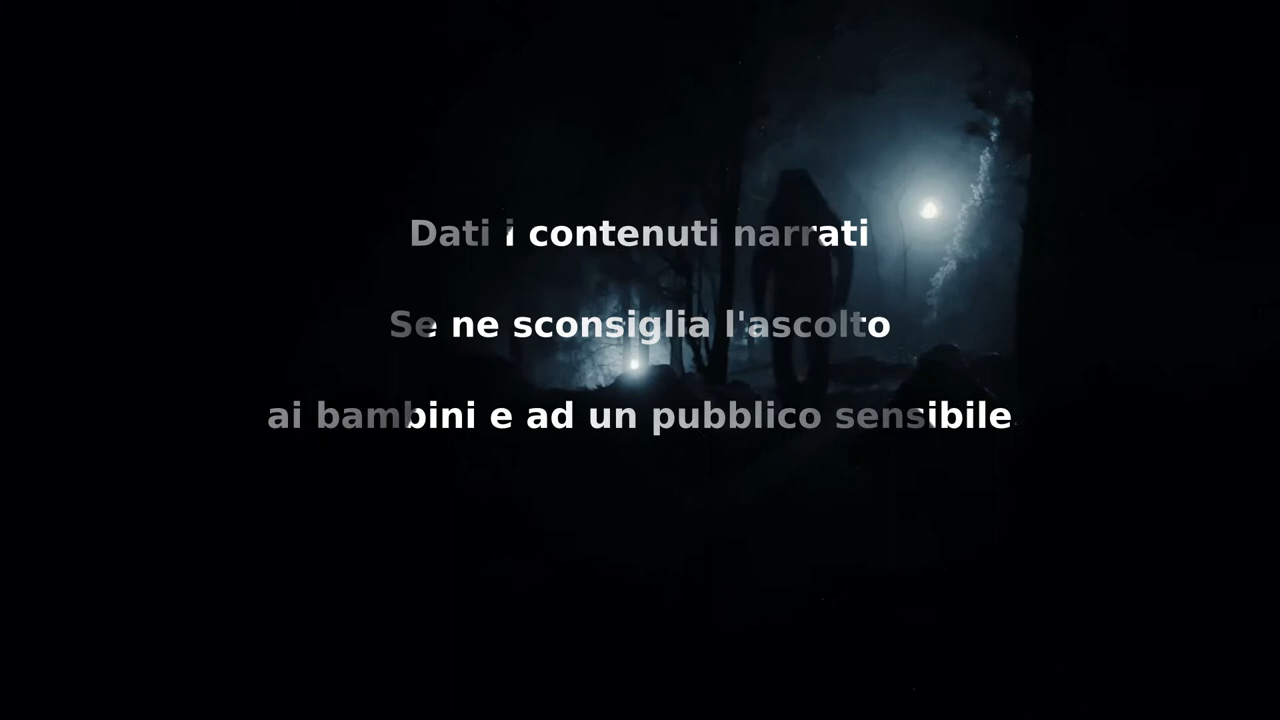 Dati i contenuti narrati
Se ne sconsiglia l'ascolto
ai bambini e ad un pubblico sensibile